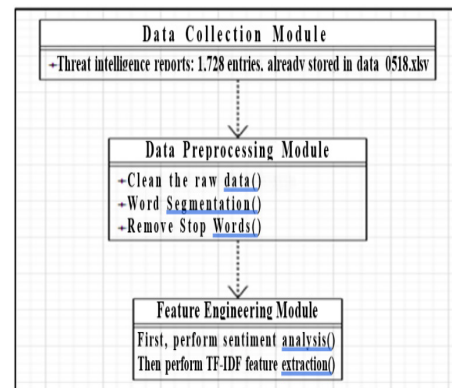 Data Collection Module
+Threat intelligence reports: 1,728 entries, already stored in data_0518.xlsv
Data Preprocessing Module
+Clean the raw data()
+Word Segmentation()
+Remove Stop Words()
Feature Engineering Module
First, perform sentiment analysis()
Then perform TF-IDF feature extraction()